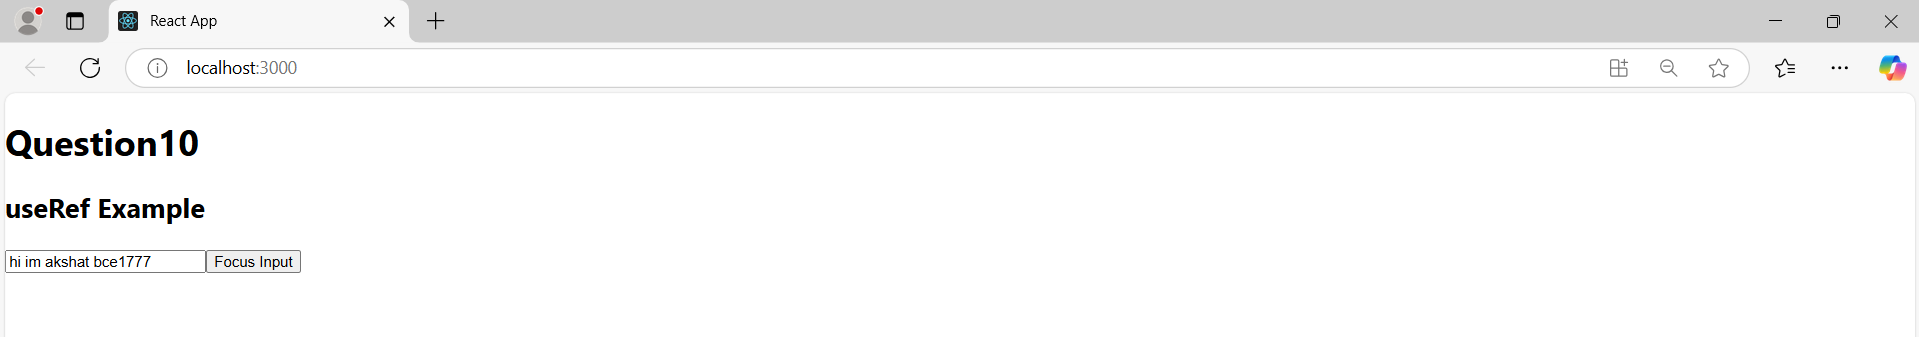 React App
localhost:3000
Question10
useRef Example
hi im akshat bce1777 Focus Input